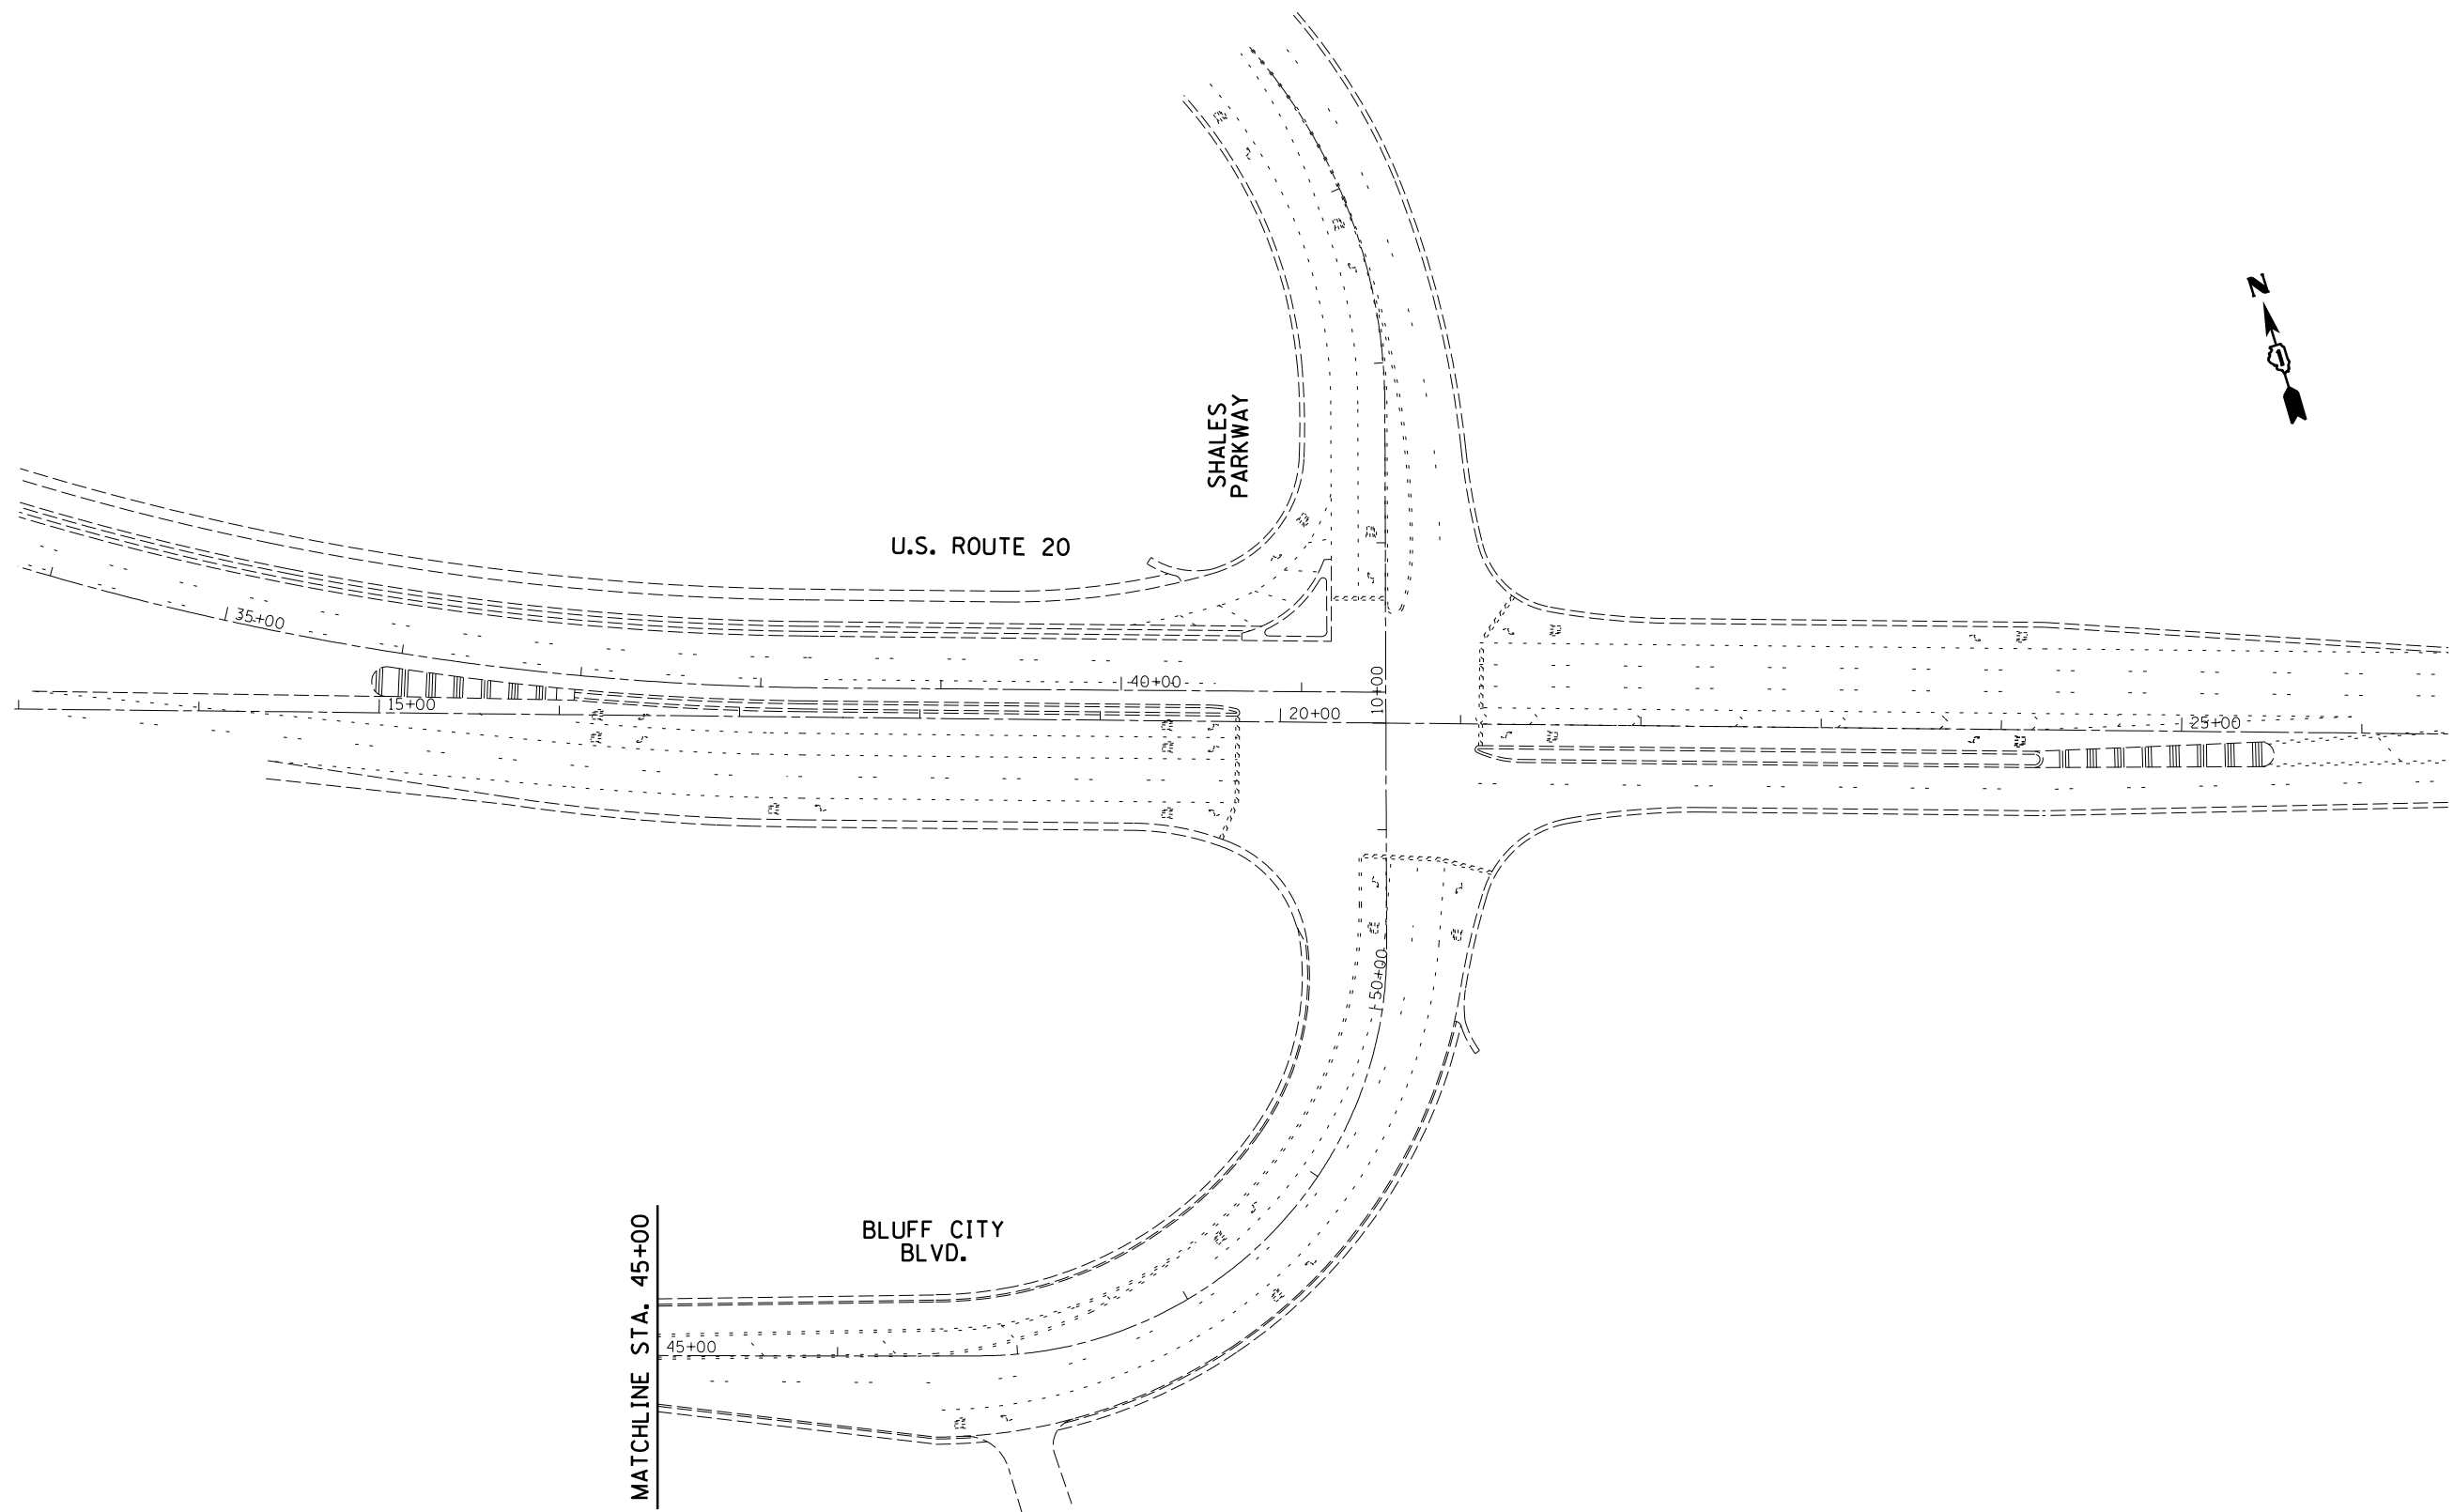 N
SHALES
PARKWAY
U.S. ROUTE 20
35+00
40+00
10+00
15+00
20+00
25+00
50+00
BLUFF CITY
BLVD.
MATCHLINE STA. 45+00
45+00